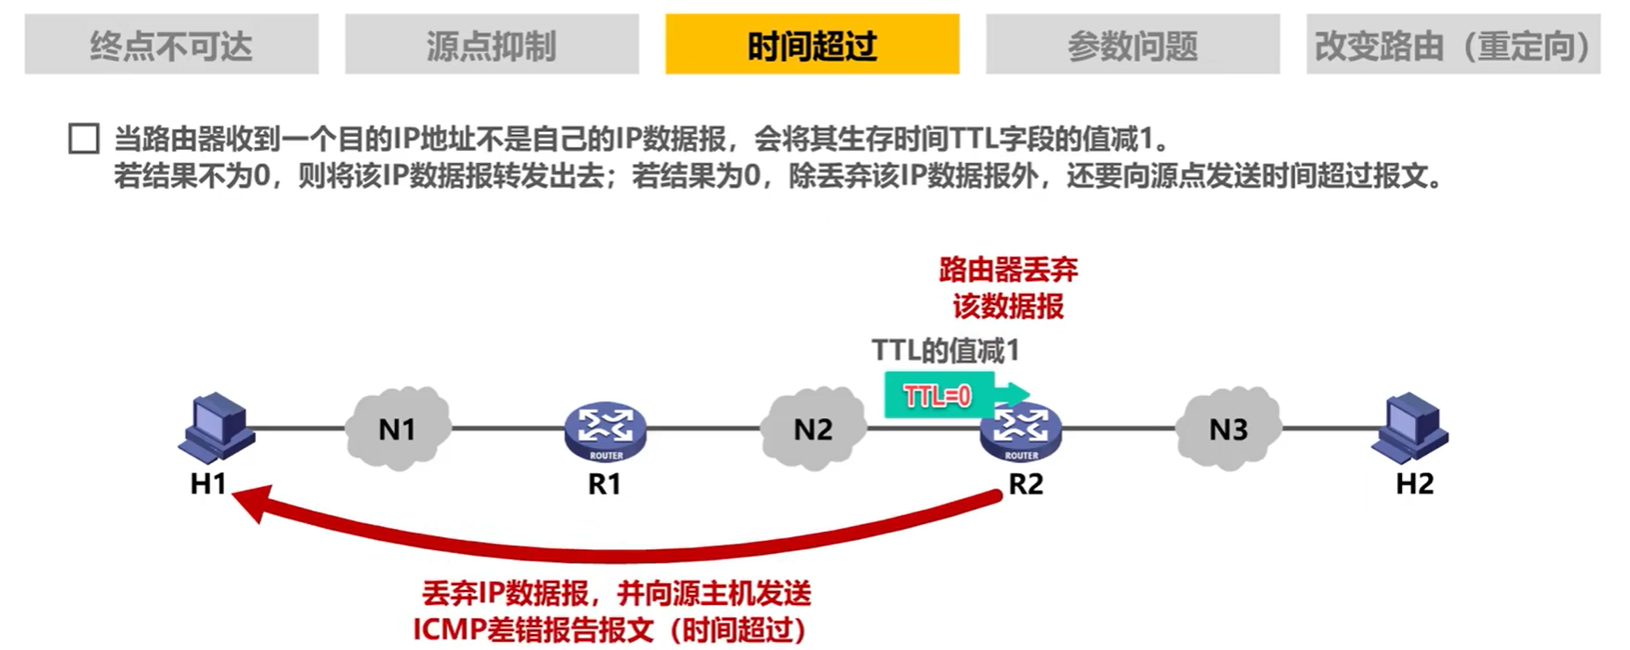 终点不可达
源点抑制
时间超过
参数问题
改变路由（重定向）
当路由器收到一个目的IP地址不是自己的IP数据报，会将其生存时间TTL字段的值减1。
若结果不为0，则将该IP数据报转发出去；若结果为0，除丢弃该IP数据报外，还要向源点发送时间超过报文。
路由器丢弃
该数据报
TTL的值减1
TTL=0
N1
N2
N3
ROUTER
ROUTER
H1
R1
R2
H2
丢弃IP数据报，并向源主机发送
ICMP差错报告报文（时间超过）